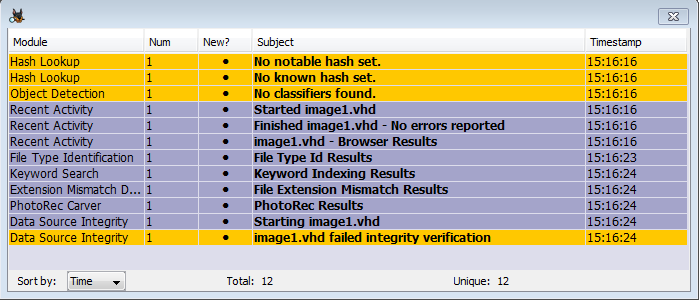 Module Num New? Subject Timestamp
Hash Lookup 1 ● No notable hash set. 15:16:16
Hash Lookup 1 ● No known hash set. 15:16:16
Object Detection 1 ● No classifiers found. 15:16:16
Recent Activity 1 ● Started image1.vhd 15:16:16
Recent Activity 1 ● Finished image1.vhd - No errors reported 15:16:16
Recent Activity 1 ● image1.vhd - Browser Results 15:16:16
File Type Identification 1 ● File Type Id Results 15:16:23
Keyword Search 1 ● Keyword Indexing Results 15:16:24
Extension Mismatch D... 1 ● File Extension Mismatch Results 15:16:24
PhotoRec Carver 1 ● PhotoRec Results 15:16:24
Data Source Integrity 1 ● Starting image1.vhd 15:16:24
Data Source Integrity 1 ● image1.vhd failed integrity verification 15:16:24
Sort by: Time Total: 12 Unique: 12